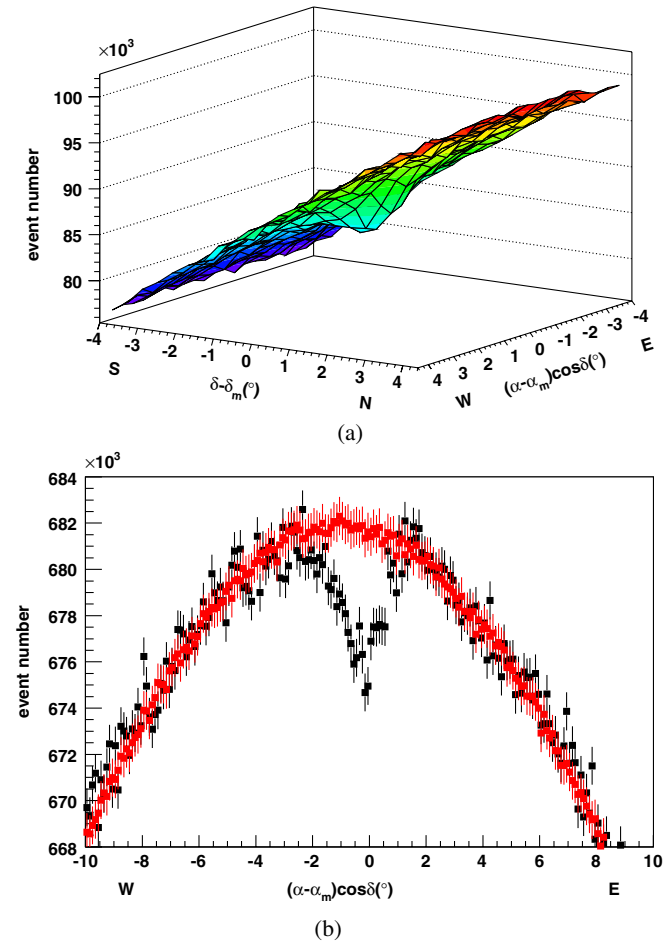 ×10³
100
95
90
85
80
event number
-4 -3 -2 -1 0 1 2 3 4
S
δ-δm(°)
N
4 3 2 1 0 -1 -2 -3 -4
W
(α-αm)cosδ(°)
E
(a)
×10³
684
682
680
678
676
674
672
670
668
event number
-10 -8 -6 -4 -2 0 2 4 6 8 10
W
(α-αm)cosδ(°)
E
(b)